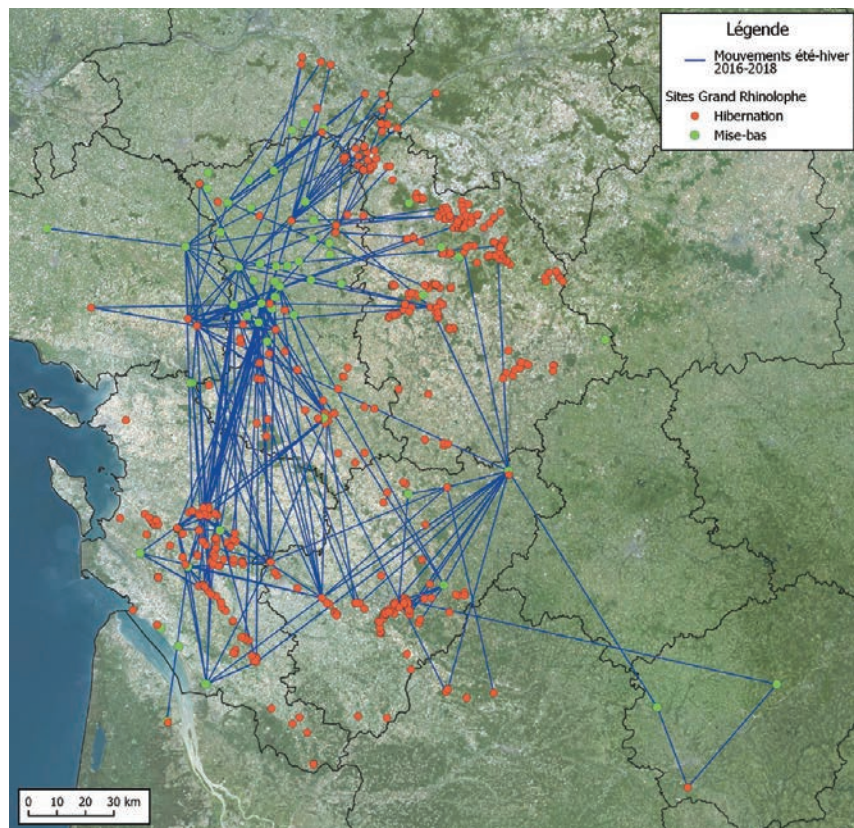 Légende
Mouvements été-hiver
2016-2018
Sites Grand Rhinolophe
Hibernation
Mise-bas
0 10 20 30 km